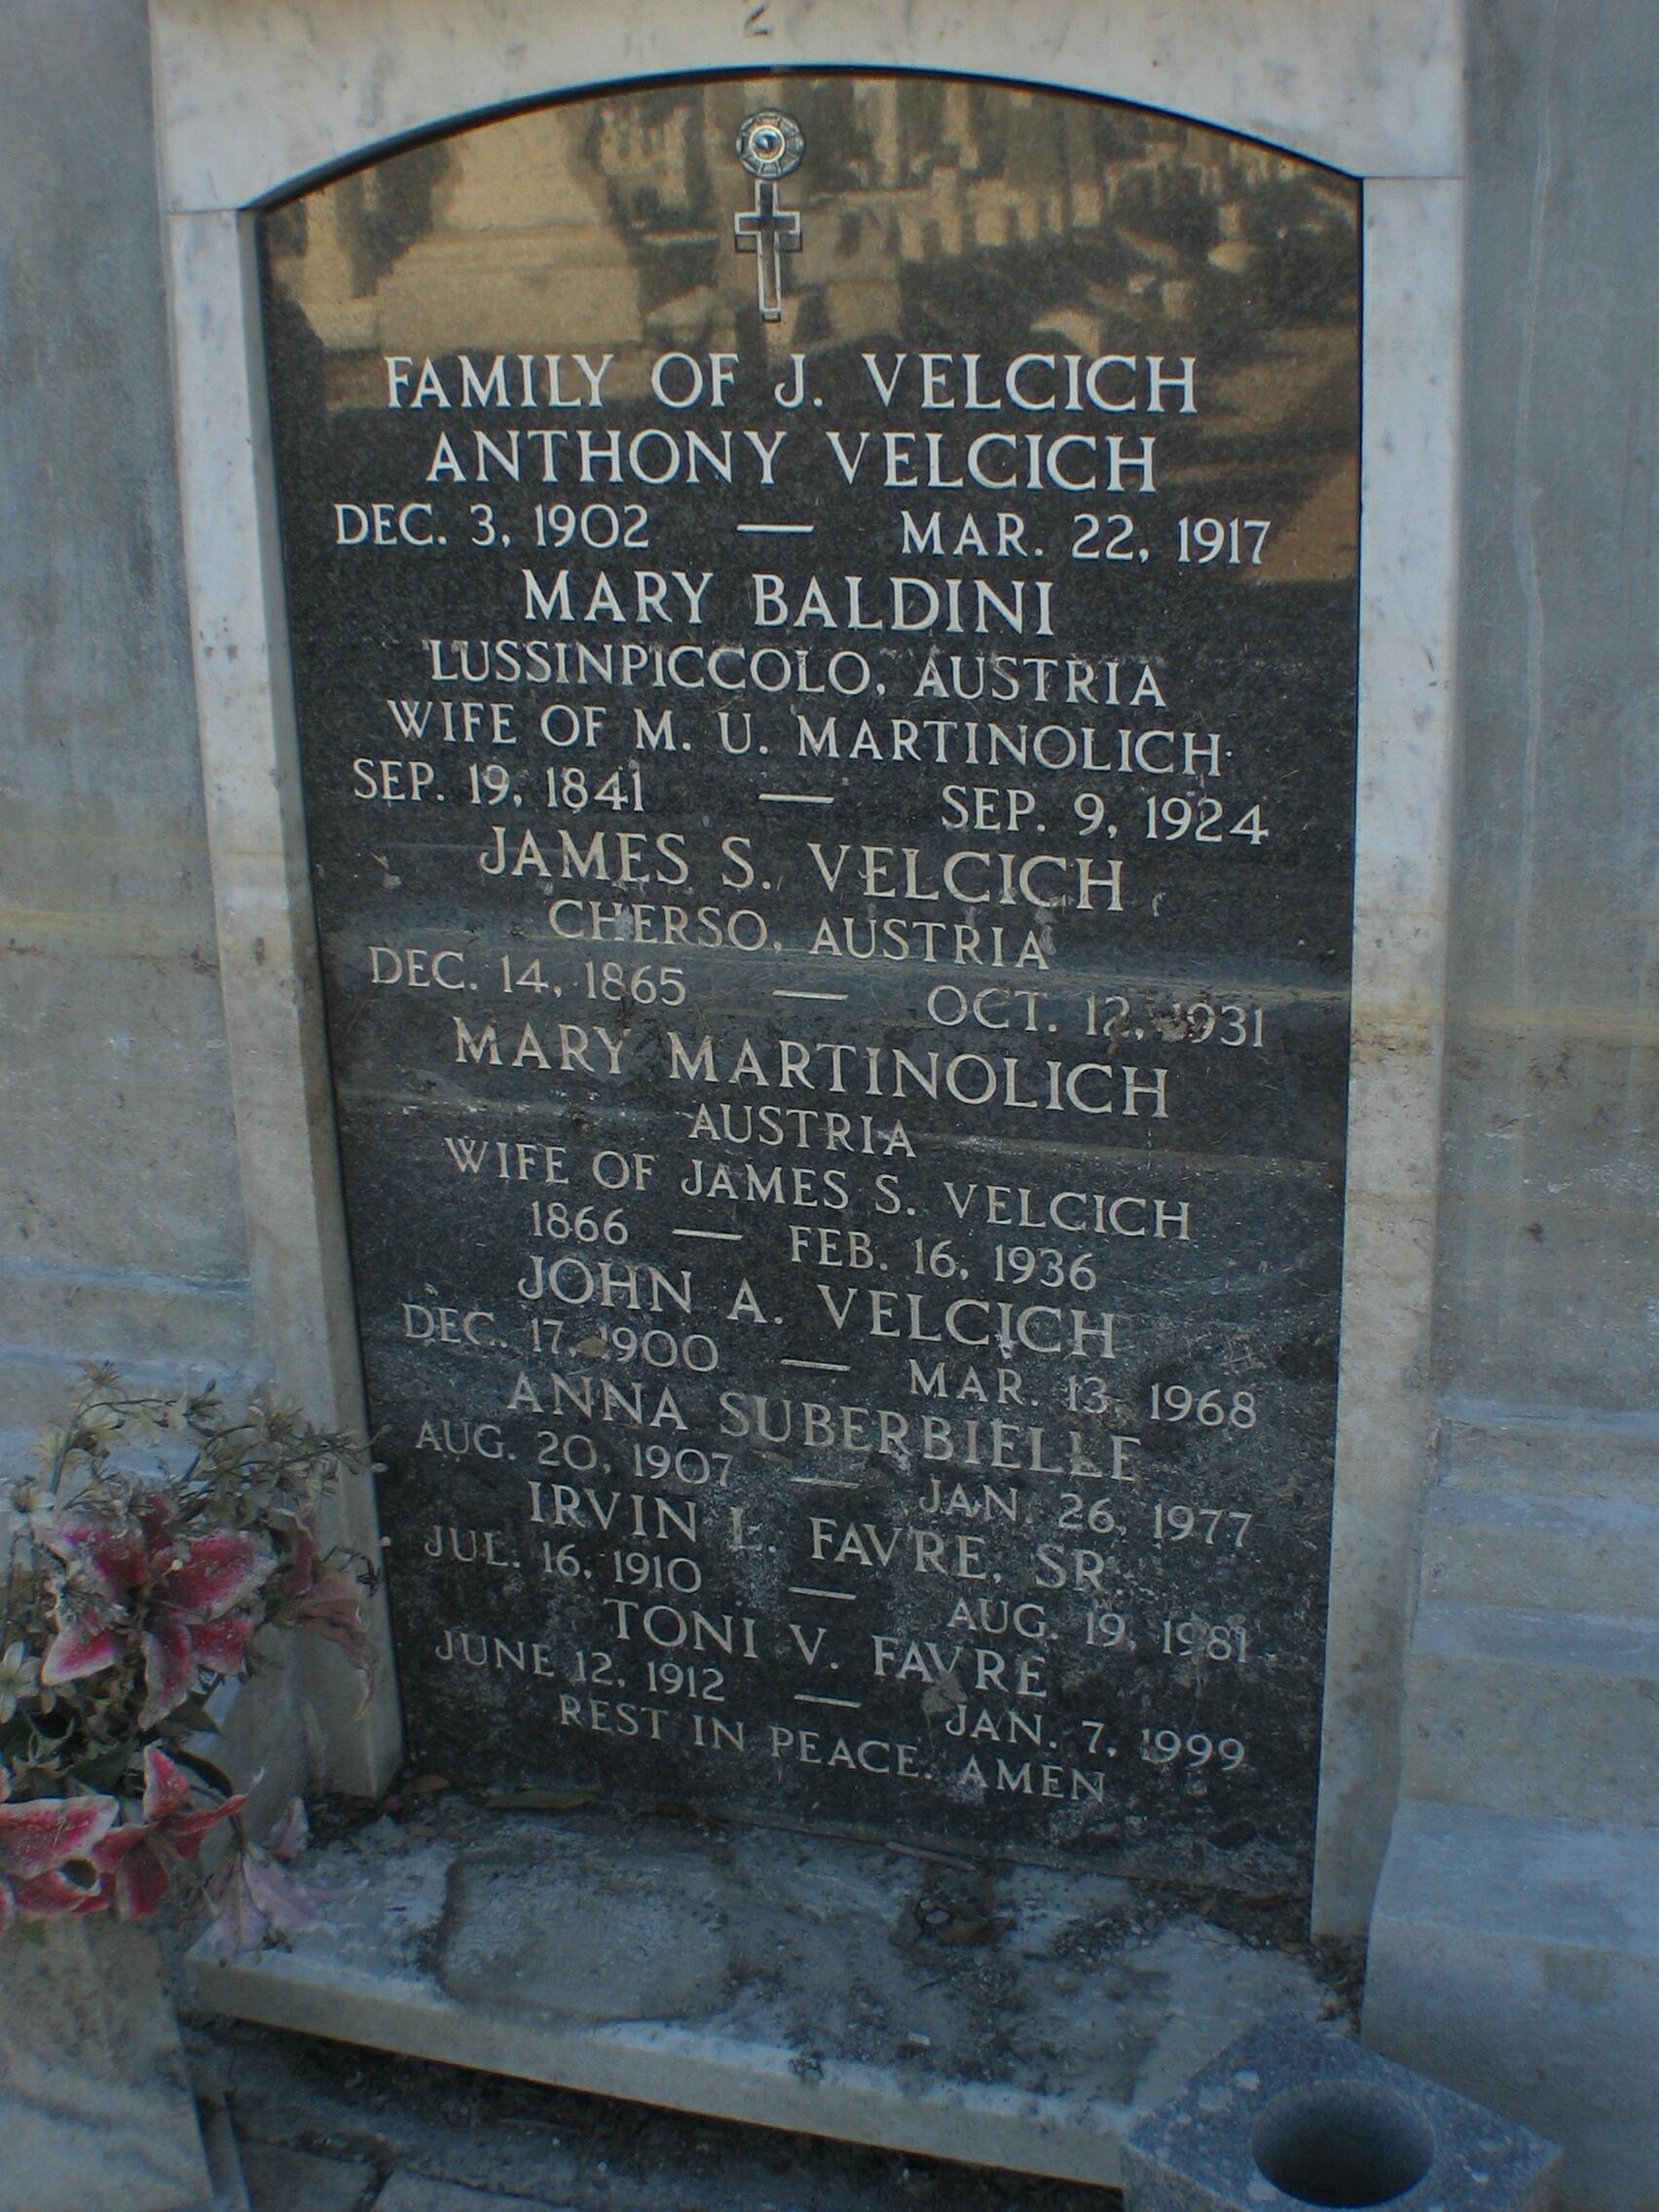 FAMILY OF J. VELCICH
ANTHONY VELCICH
DEC. 3, 1902 — MAR. 22, 1917
MARY BALDINI
LUSSINPICCOLO, AUSTRIA
WIFE OF M. U. MARTINOLICH
SEP. 19, 1841 — SEP. 9, 1924
JAMES S. VELCICH
CHERSO, AUSTRIA
DEC. 14, 1865 — OCT. 12, 1931
MARY MARTINOLICH
AUSTRIA
WIFE OF JAMES S. VELCICH
1866 — FEB. 16, 1936
JOHN A. VELCICH
DEC. 17, 1900 — MAR. 13, 1968
ANNA SUBERBIELLE
AUG. 20, 1907 — JAN. 26, 1977
IRVIN L. FAVRE, SR.
JUL. 16, 1910 — AUG. 19, 1981
TONI V. FAVRE
JUNE 12, 1912 — JAN. 7, 1999
REST IN PEACE. AMEN